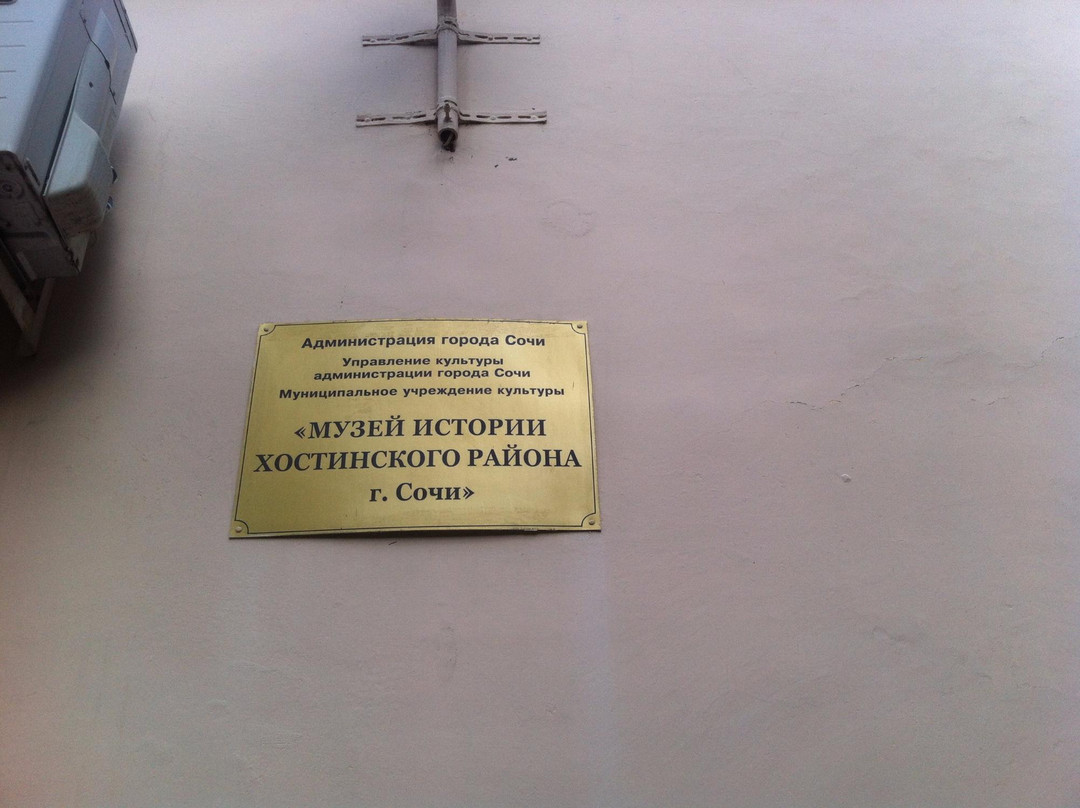 Администрация города Сочи
Управление культуры
администрации города Сочи
Муниципальное учреждение культуры
«МУЗЕЙ ИСТОРИИ
ХОСТИНСКОГО РАЙОНА
г. Сочи»